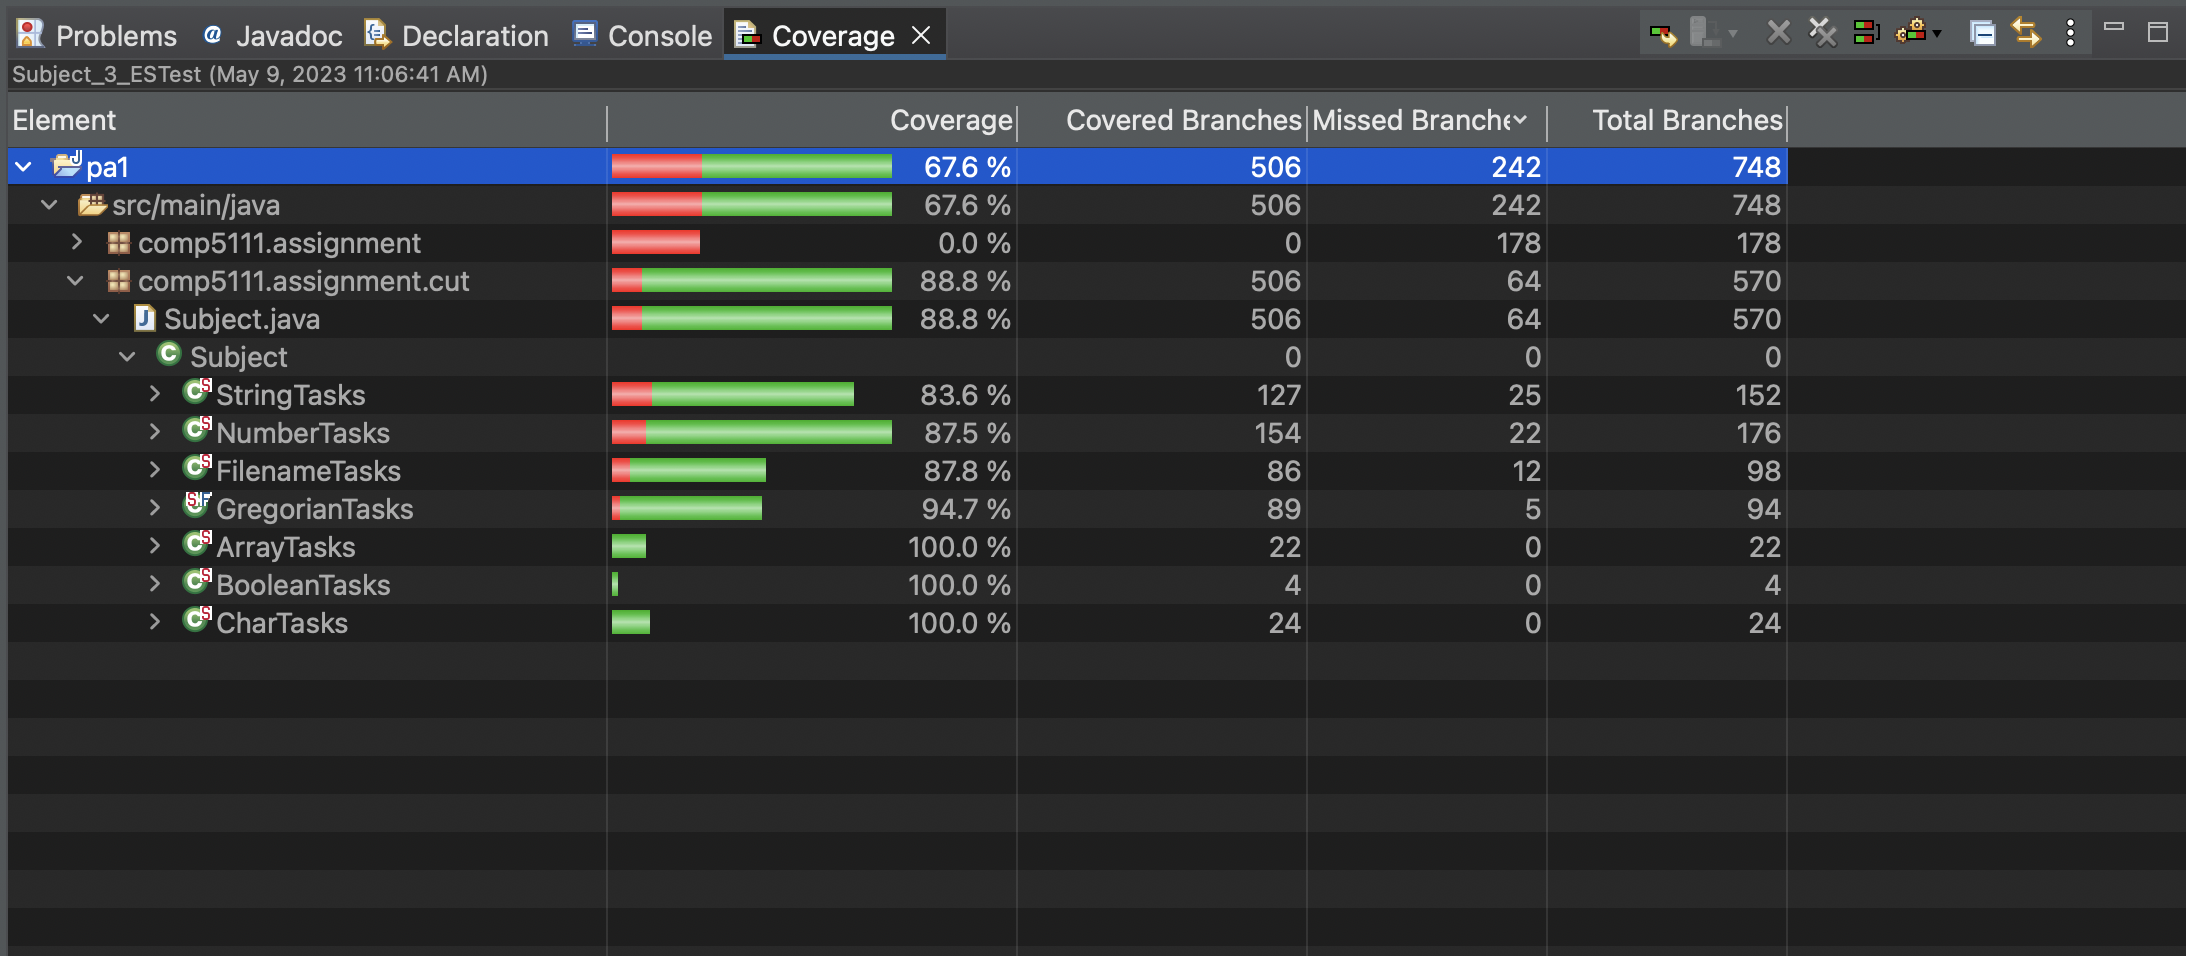 Problems Javadoc Declaration Console Coverage
Subject_3_ESTest (May 9, 2023 11:06:41 AM)
Element Coverage Covered Branches Missed Branche Total Branches
pa1 67.6 % 506 242 748
src/main/java 67.6 % 506 242 748
comp5111.assignment 0.0 % 0 178 178
comp5111.assignment.cut 88.8 % 506 64 570
Subject.java 88.8 % 506 64 570
Subject 0 0 0
StringTasks 83.6 % 127 25 152
NumberTasks 87.5 % 154 22 176
FilenameTasks 87.8 % 86 12 98
GregorianTasks 94.7 % 89 5 94
ArrayTasks 100.0 % 22 0 22
BooleanTasks 100.0 % 4 0 4
CharTasks 100.0 % 24 0 24